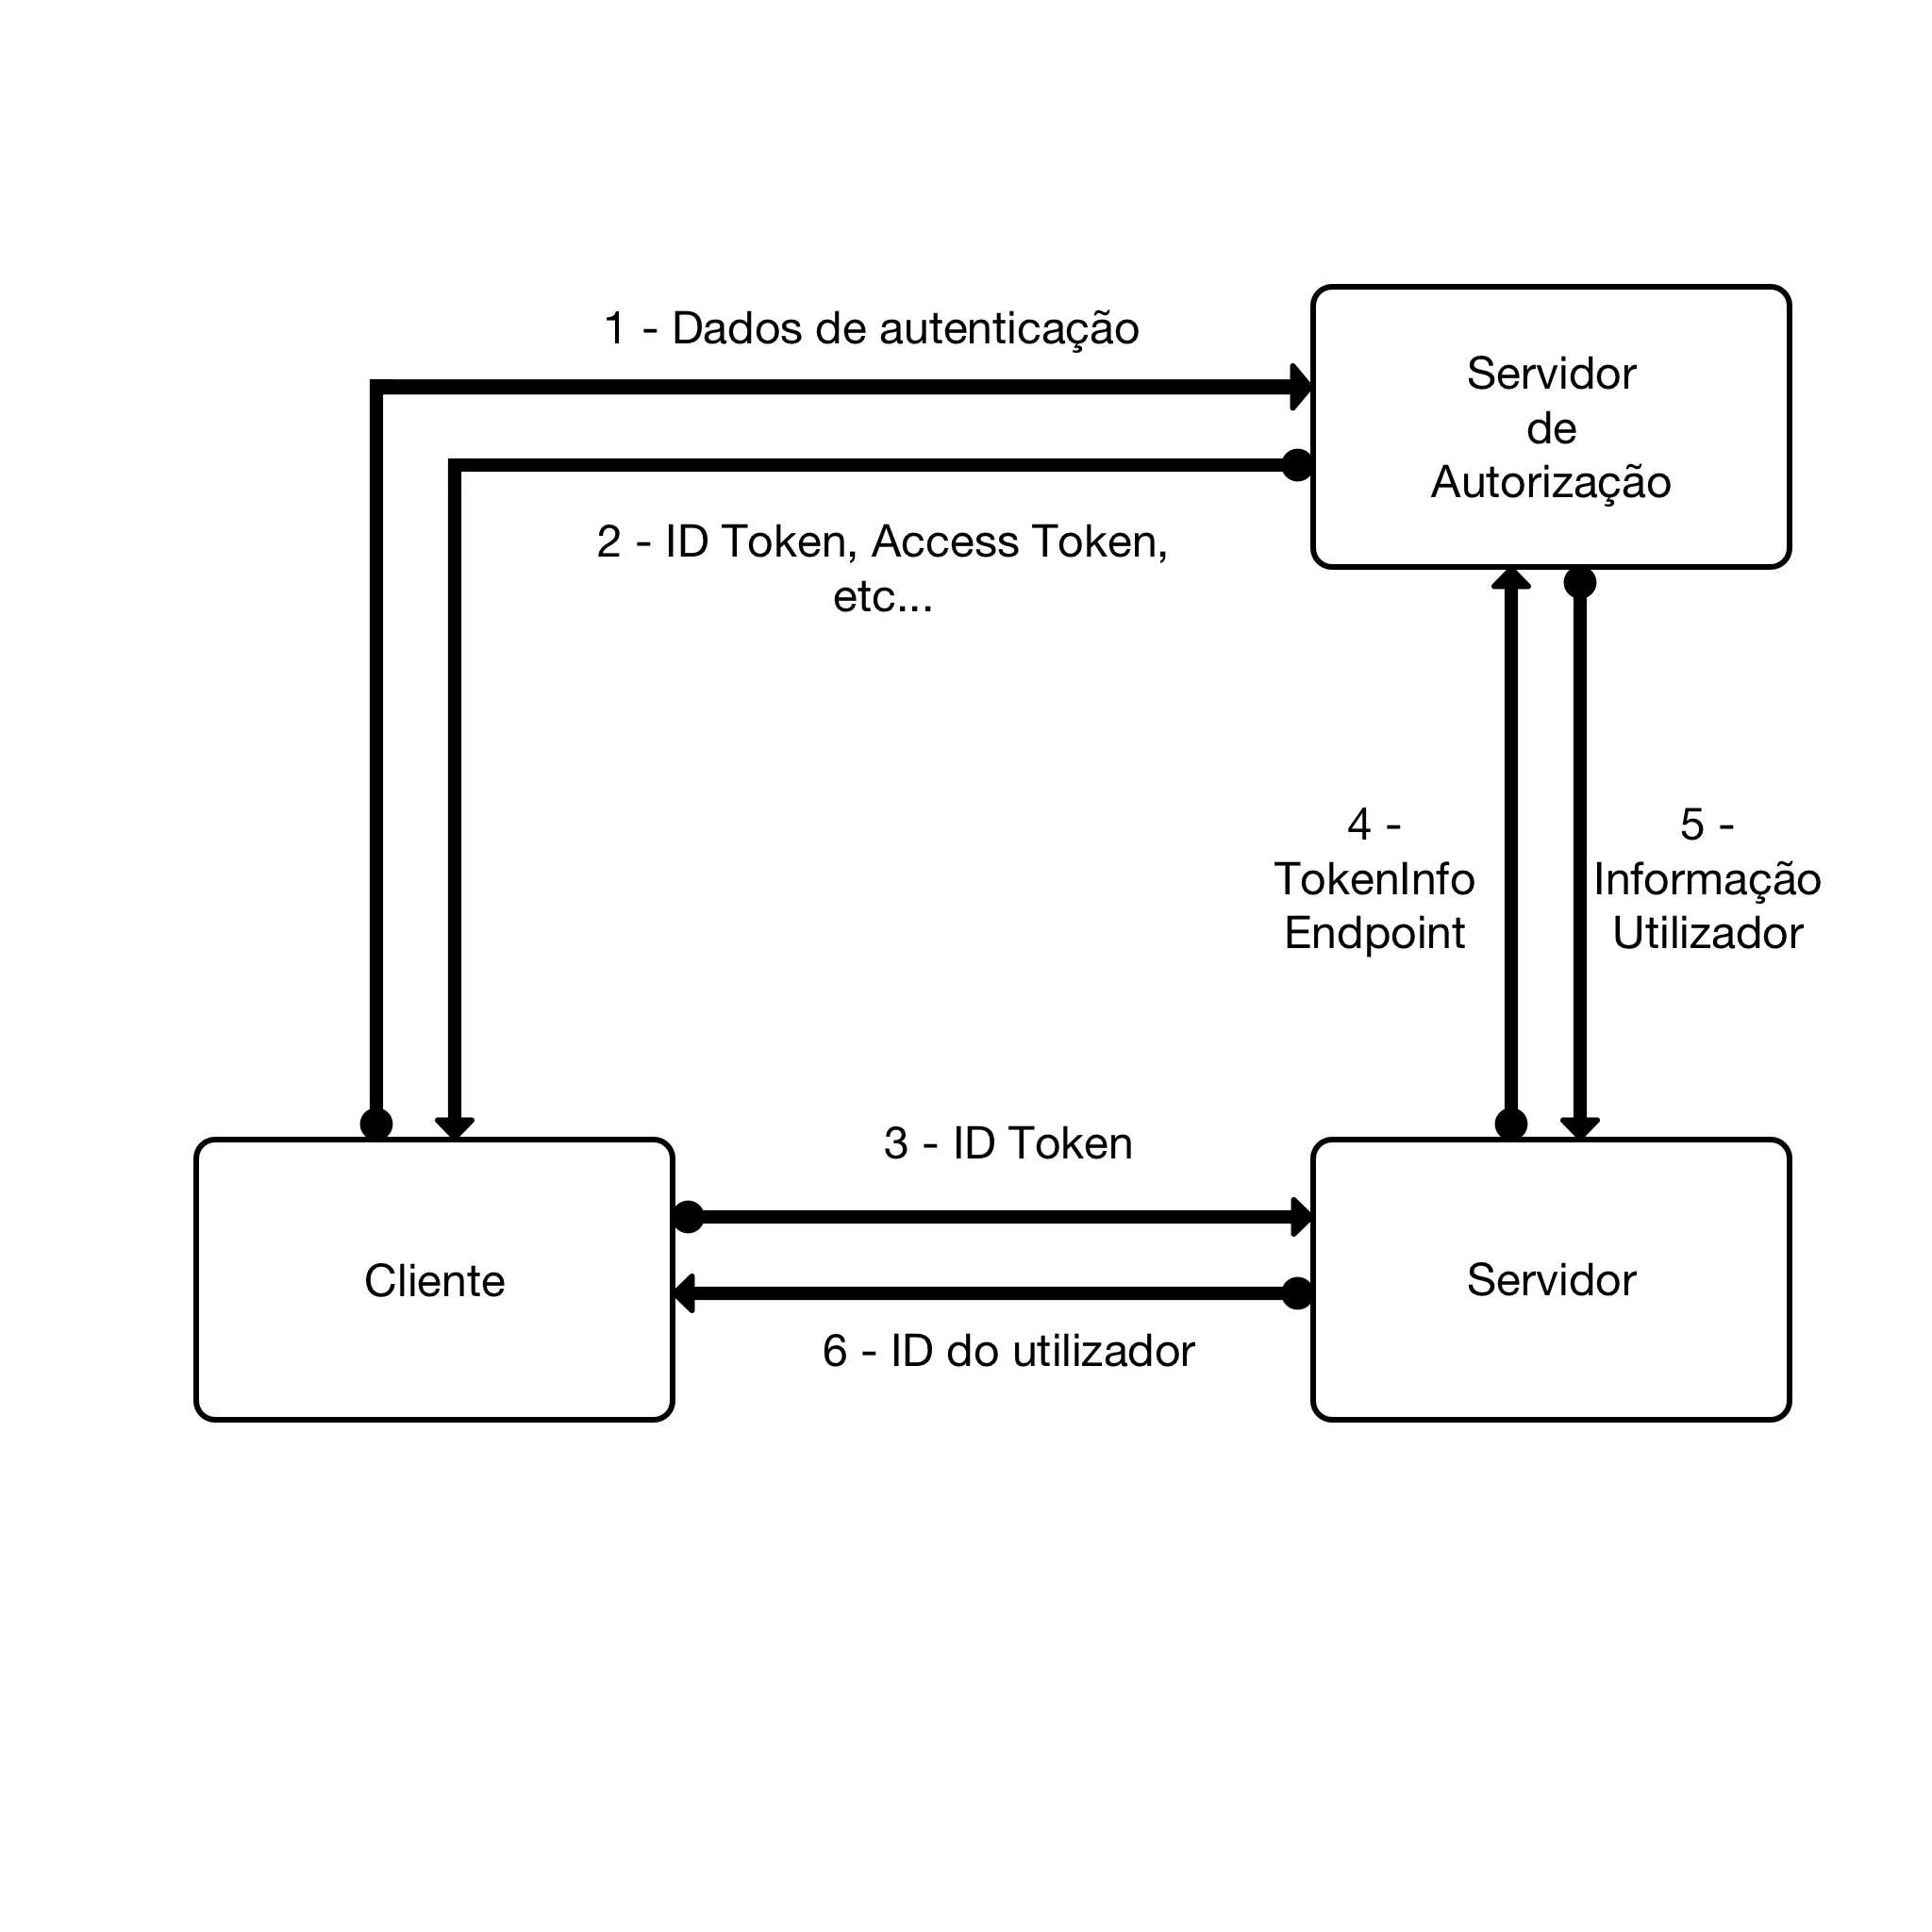 1 - Dados de autenticação
Servidor
de
Autorização
2 - ID Token, Access Token,
etc...
4 -
TokenInfo
Endpoint
5 -
Informação
Utilizador
3 - ID Token
Cliente
Servidor
6 - ID do utilizador